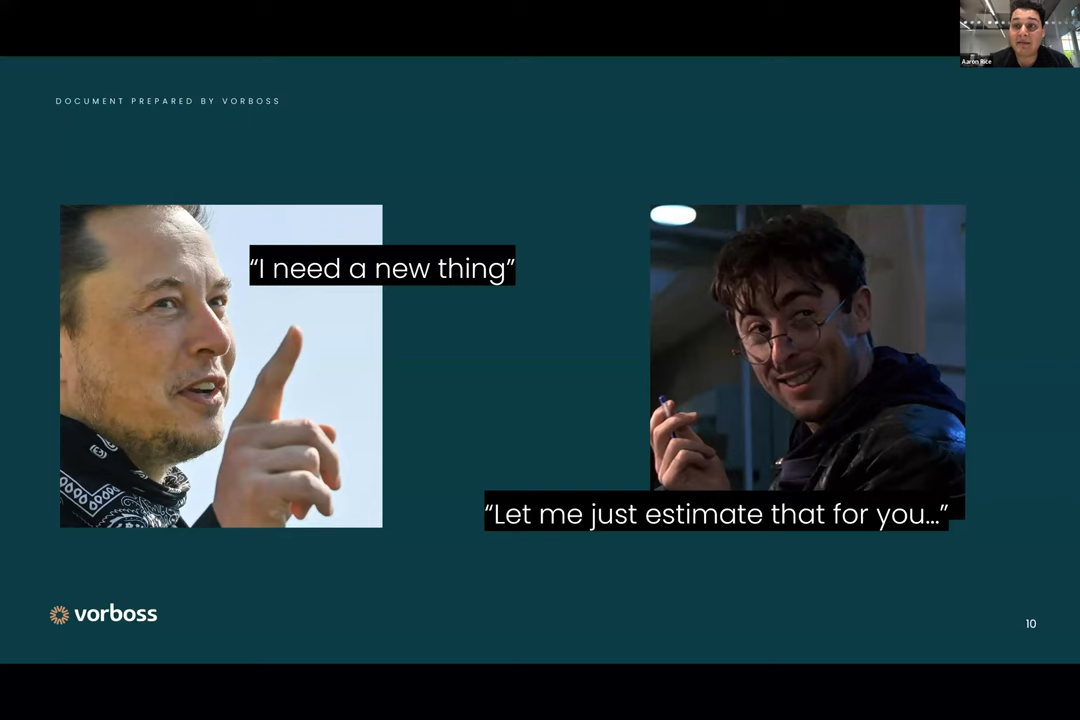 Aaron Rice
DOCUMENT PREPARED BY VORBOSS
“I need a new thing”
“Let me just estimate that for you...”
vorboss
10